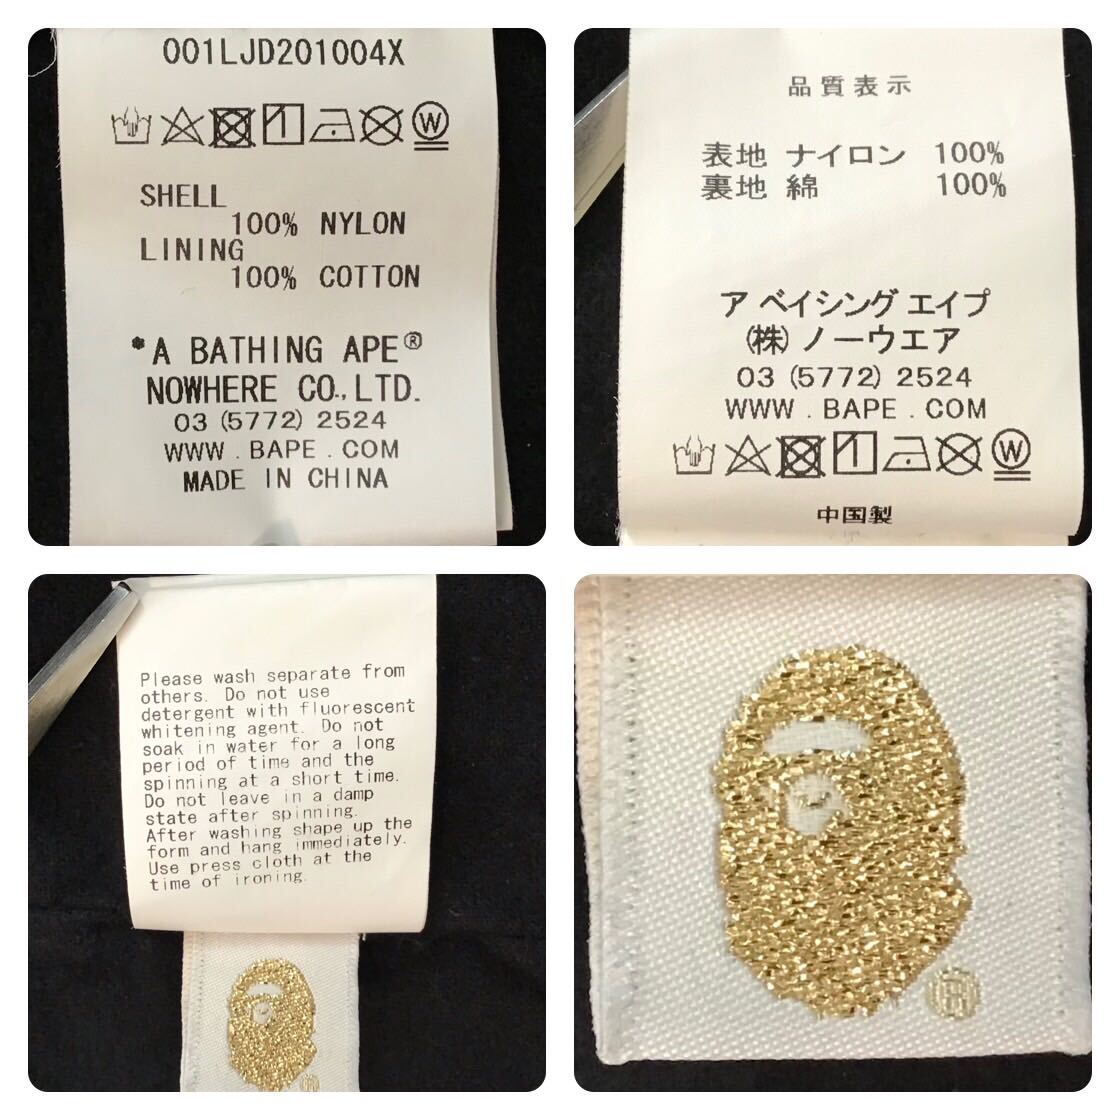 001LJD201004X
W
SHELL
100% NYLON
LINING
100% COTTON
*A BATHING APE®
NOWHERE CO.,LTD.
03 (5772) 2524
WWW . BAPE . COM
MADE IN CHINA
品質表示
表地 ナイロン 100%
裏地 綿 100%
ア ベイシング エイプ
(株) ノーウエア
03 (5772) 2524
WWW . BAPE . COM
W
中国製
Please wash separate from
others. Do not use
detergent with fluorescent
whitening agent. Do not
soak in water for a long
period of time and the
spinning at a short time.
Do not leave in a damp
state after spinning.
After washing shape up the
form and hang immediately.
Use press cloth at the
time of ironing.
®
®